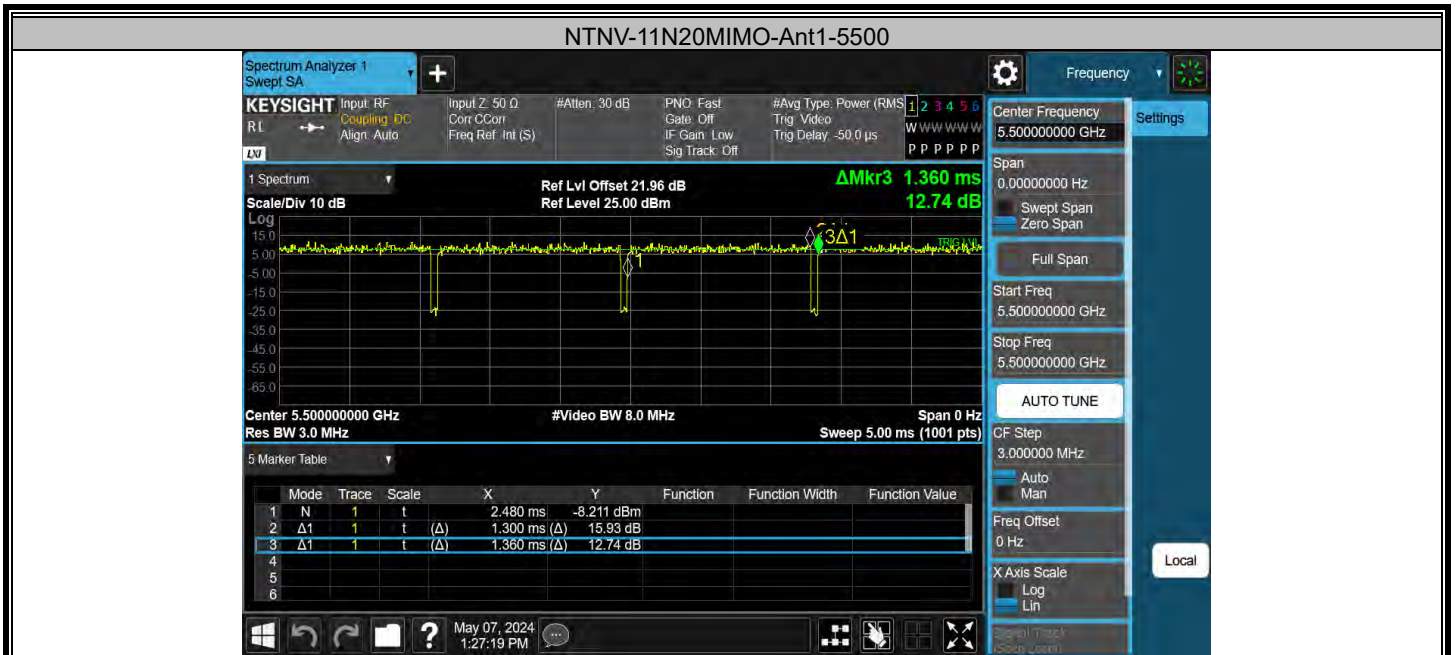 NTNV-11N20MIMO-Ant1-5500
Spectrum Analyzer 1
Swept SA
+
Frequency
KEYSIGHT
RL
LXI
Input: RF
Coupling: DC
Align: Auto
Input Z: 50 Ω
Corr CCorr
Freq Ref: Int (S)
#Atten: 30 dB
PNO: Fast
Gate: Off
IF Gain: Low
Sig Track: Off
#Avg Type: Power (RMS
Trig: Video
Trig Delay: -50.0 µs
1 2 3 4 5 6
W W W W W W
P P P P P P
Center Frequency
5.500000000 GHz
Settings
Span
0.00000000 Hz
Swept Span
Zero Span
Full Span
Start Freq
5.500000000 GHz
Stop Freq
5.500000000 GHz
AUTO TUNE
CF Step
3.000000 MHz
Auto
Man
Freq Offset
0 Hz
X Axis Scale
Log
Lin
Local
1 Spectrum
Scale/Div 10 dB
Ref Lvl Offset 21.96 dB
Ref Level 25.00 dBm
ΔMkr3 1.360 ms
12.74 dB
Log
15.0
5.00
-5.00
-15.0
-25.0
-35.0
-45.0
-55.0
-65.0
3Δ1
TRIG LVL
1
Center 5.500000000 GHz
Res BW 3.0 MHz
#Video BW 8.0 MHz
Span 0 Hz
Sweep 5.00 ms (1001 pts)
5 Marker Table
Mode Trace Scale X Y Function Function Width Function Value
1 N 1 t 2.480 ms -8.211 dBm
2 Δ1 1 t (Δ) 1.300 ms (Δ) 15.93 dB
3 Δ1 1 t (Δ) 1.360 ms (Δ) 12.74 dB
4
5
6
?
May 07, 2024
1:27:19 PM